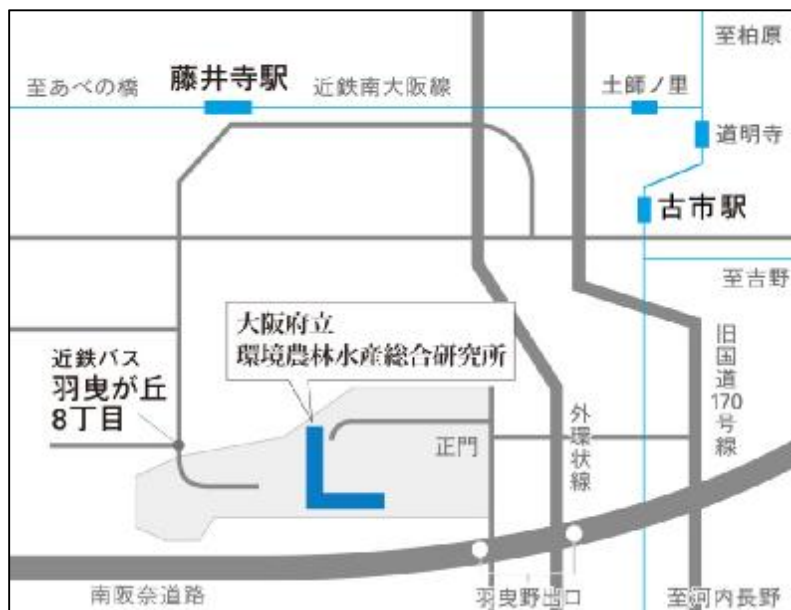 至柏原
至あべの橋
藤井寺駅
近鉄南大阪線
土師ノ里
道明寺
古市駅
至吉野
大阪府立
環境農林水産総合研究所
近鉄バス
羽曳が丘
8丁目
旧国道170号線
外環状線
正門
南阪奈道路
羽曳野出口
至河内長野